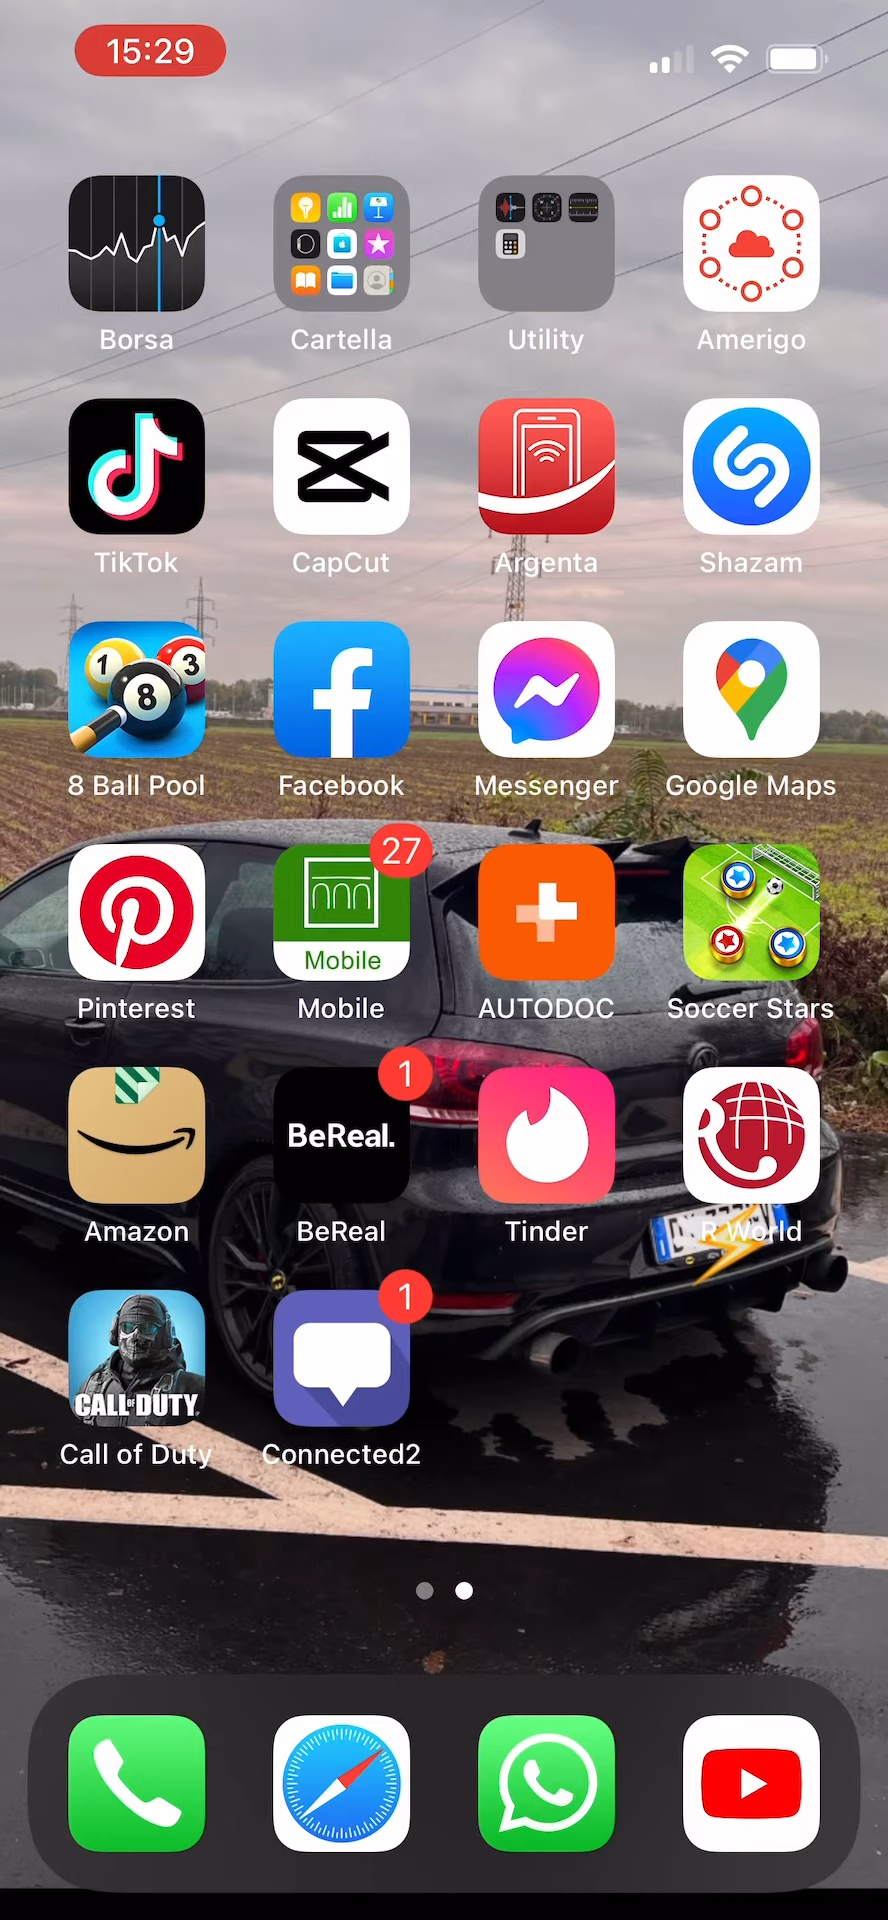 15:29
Borsa
Cartella
Utility
Amerigo
TikTok
CapCut
Argenta
Shazam
1 3
8
8 Ball Pool
Facebook
Messenger
Google Maps
27
Mobile
Pinterest
Mobile
AUTODOC
Soccer Stars
1
BeReal.
R
Amazon
BeReal
Tinder
R World
1
CALL OF DUTY
Call of Duty
Connected2